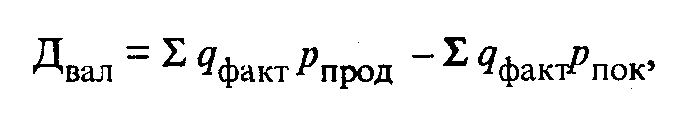 Д_вал = Σ q_факт p_прод − Σ q_факт p_пок,